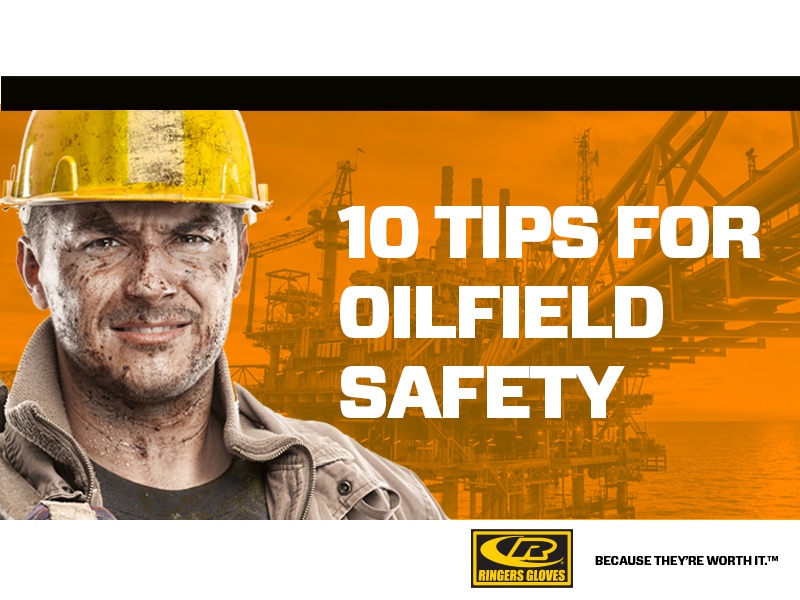 10 TIPS FOR
OILFIELD
SAFETY
R
RINGERS GLOVES
BECAUSE THEY'RE WORTH IT.™